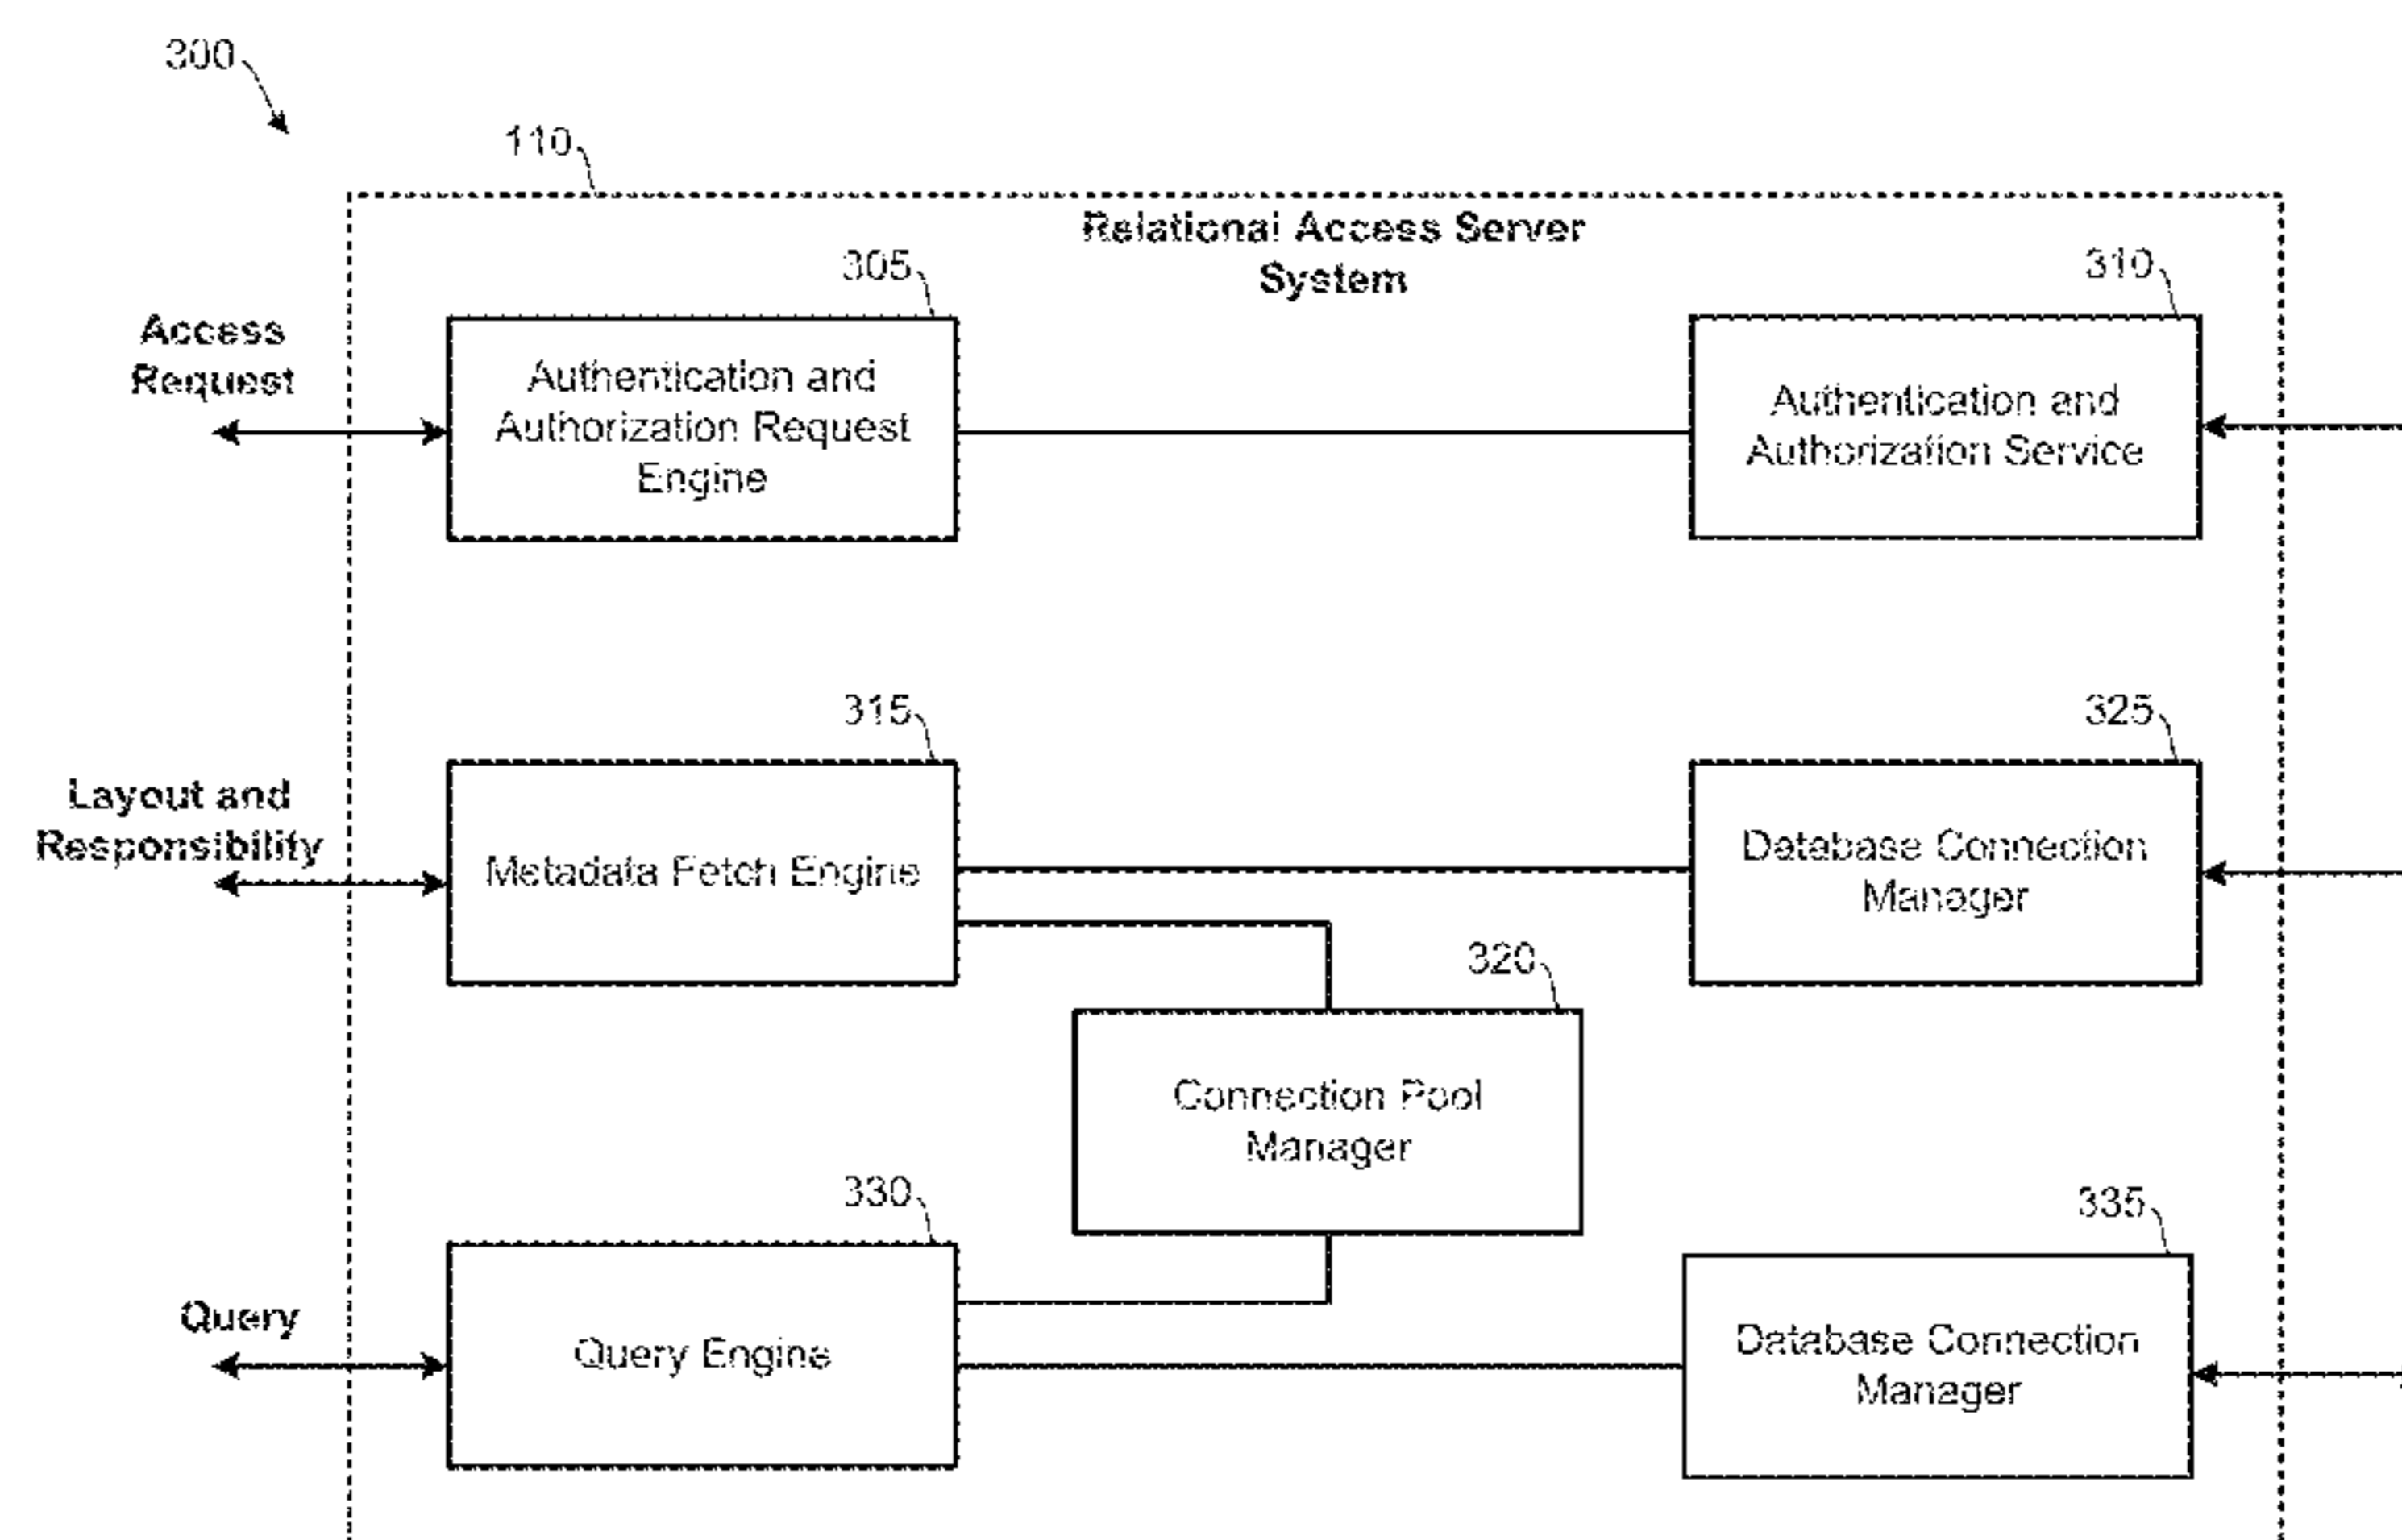 300
110
Relational Access Server
System
305
310
Access
Request
Authentication and
Authorization Request
Engine
Authentication and
Authorization Service
315
325
Layout and
Responsibility
Metadata Fetch Engine
Database Connection
Manager
320
Connection Pool
Manager
330
335
Query
Query Engine
Database Connection
Manager